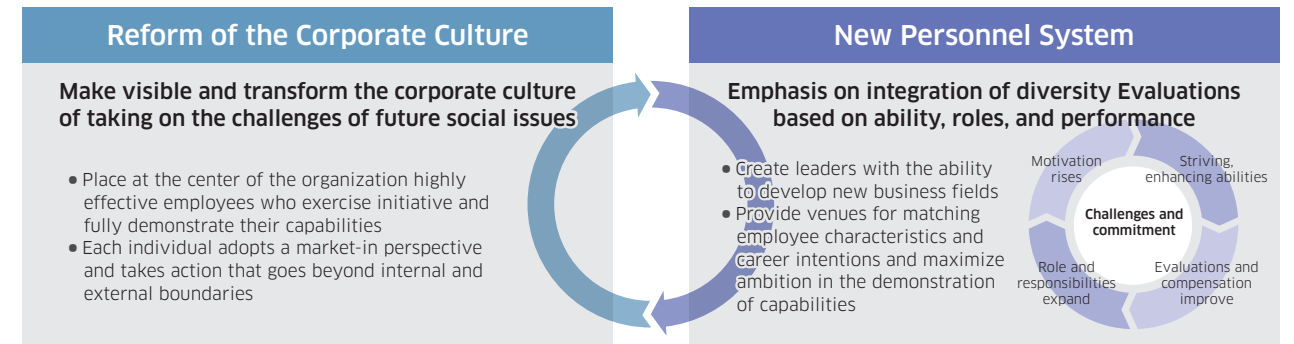 Reform of the Corporate Culture
Make visible and transform the corporate culture
of taking on the challenges of future social issues
● Place at the center of the organization highly
effective employees who exercise initiative and
fully demonstrate their capabilities
● Each individual adopts a market-in perspective
and takes action that goes beyond internal and
external boundaries
New Personnel System
Emphasis on integration of diversity Evaluations
based on ability, roles, and performance
● Create leaders with the ability
to develop new business fields
● Provide venues for matching
employee characteristics and
career intentions and maximize
ambition in the demonstration
of capabilities
Motivation
rises
Striving,
enhancing abilities
Challenges and
commitment
Role and
responsibilities
expand
Evaluations and
compensation
improve